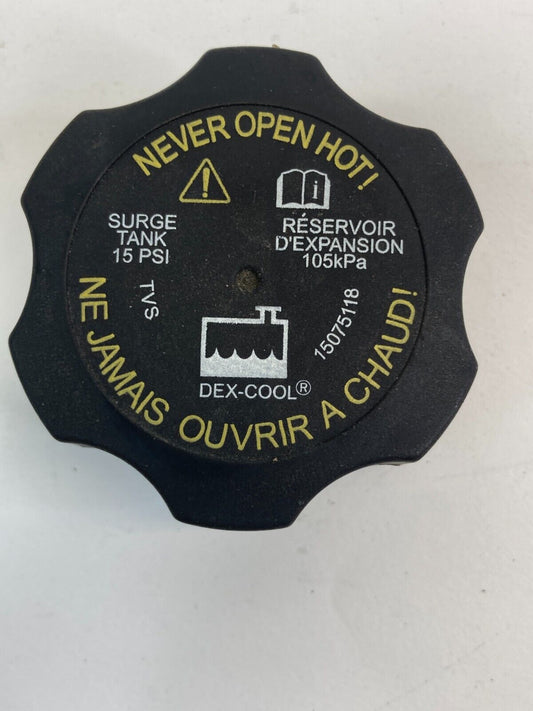 NEVER OPEN HOT!
SURGE
TANK
15 PSI
RÉSERVOIR
D'EXPANSION
105kPa
TVS
15075118
DEX-COOL®
NE JAMAIS OUVRIR A CHAUD!